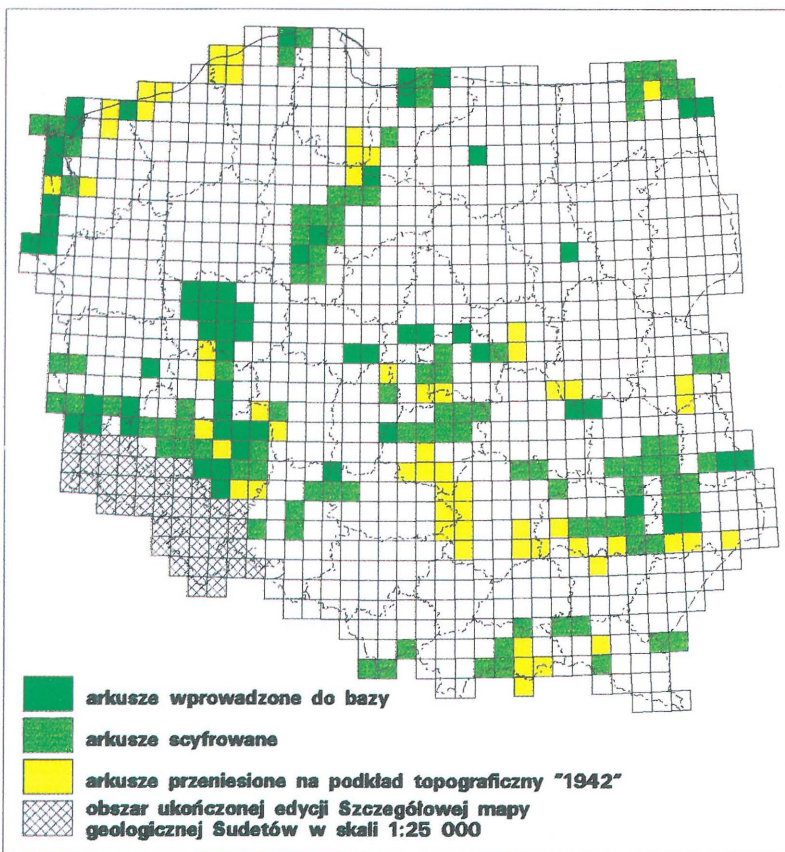 arkusze wprowadzone do bazy
arkusze scyfrowane
arkusze przeniesione na podkład topograficzny "1942"
obszar ukończonej edycji Szczegółowej mapy
geologicznej Sudetów w skali 1:25 000